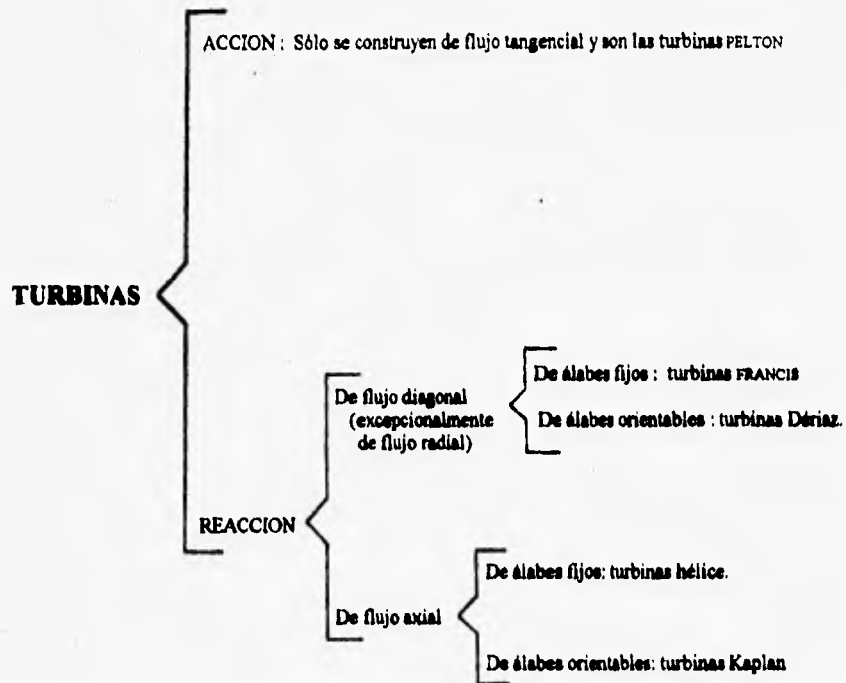 ACCION : Sólo se construyen de flujo tangencial y son las turbinas PELTON
TURBINAS
De flujo diagonal
(excepcionalmente
de flujo radial)
De álabes fijos : turbinas FRANCIS
De álabes orientables : turbinas Dériaz.
REACCION
De flujo axial
De álabes fijos: turbinas hélice.
De álabes orientables: turbinas Kaplan